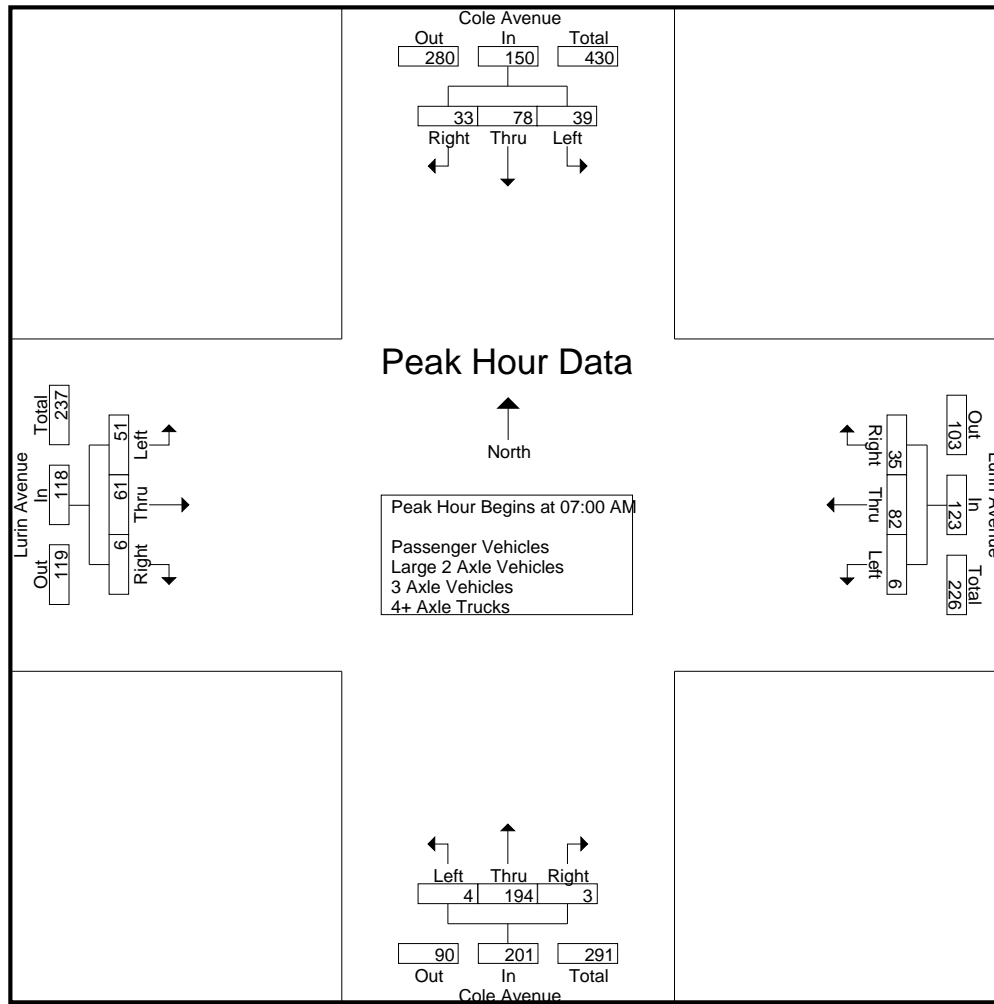 Cole Avenue
Out In Total
280 150 430
33 78 39
Right Thru Left
Peak Hour Data
North
Peak Hour Begins at 07:00 AM
Passenger Vehicles
Large 2 Axle Vehicles
3 Axle Vehicles
4+ Axle Trucks
Lurin Avenue
Out In Total
119 118 237
6 61 51
Right Thru Left
Lurin Avenue
Out In Total
103 123 226
35 82 6
Right Thru Left
Left Thru Right
4 194 3
90 201 291
Out In Total
Cole Avenue